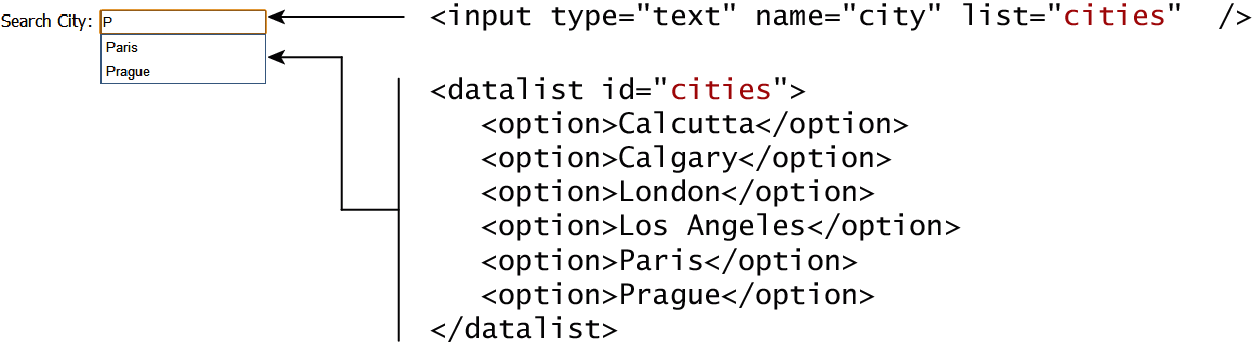 Search City: P
Paris
Prague
<input type="text" name="city" list="cities"  />
<datalist id="cities">
   <option>Calcutta</option>
   <option>Calgary</option>
   <option>London</option>
   <option>Los Angeles</option>
   <option>Paris</option>
   <option>Prague</option>
</datalist>